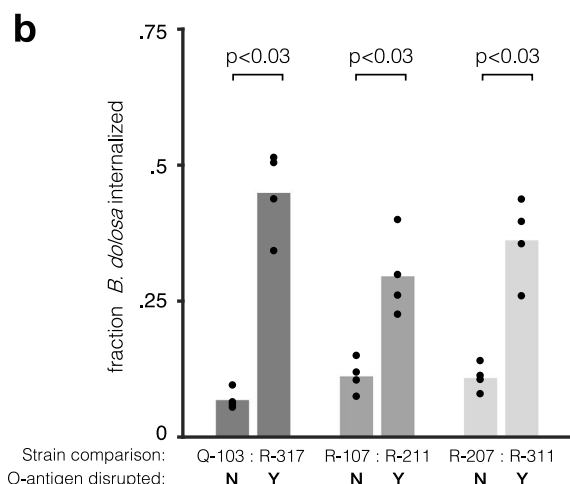 b
.75
p<0.03 p<0.03 p<0.03
.5
fraction B. dolosa internalized
.25
0
Strain comparison: Q-103 : R-317 R-107 : R-211 R-207 : R-311
O-antigen disrupted: N Y N Y N Y